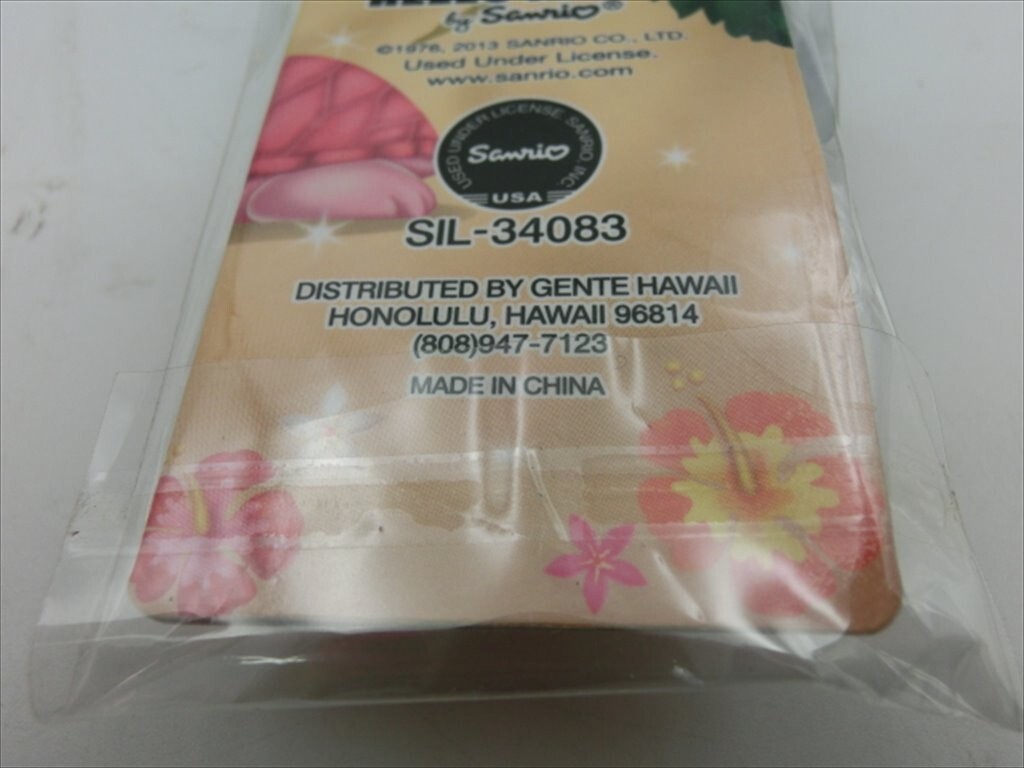 by Sanrio®
©1976, 2013 SANRIO CO., LTD.
Used Under License.
www.sanrio.com
USED UNDER LICENSE SANRIO, INC.
Sanrio
USA
SIL-34083
DISTRIBUTED BY GENTE HAWAII
HONOLULU, HAWAII 96814
(808)947-7123
MADE IN CHINA